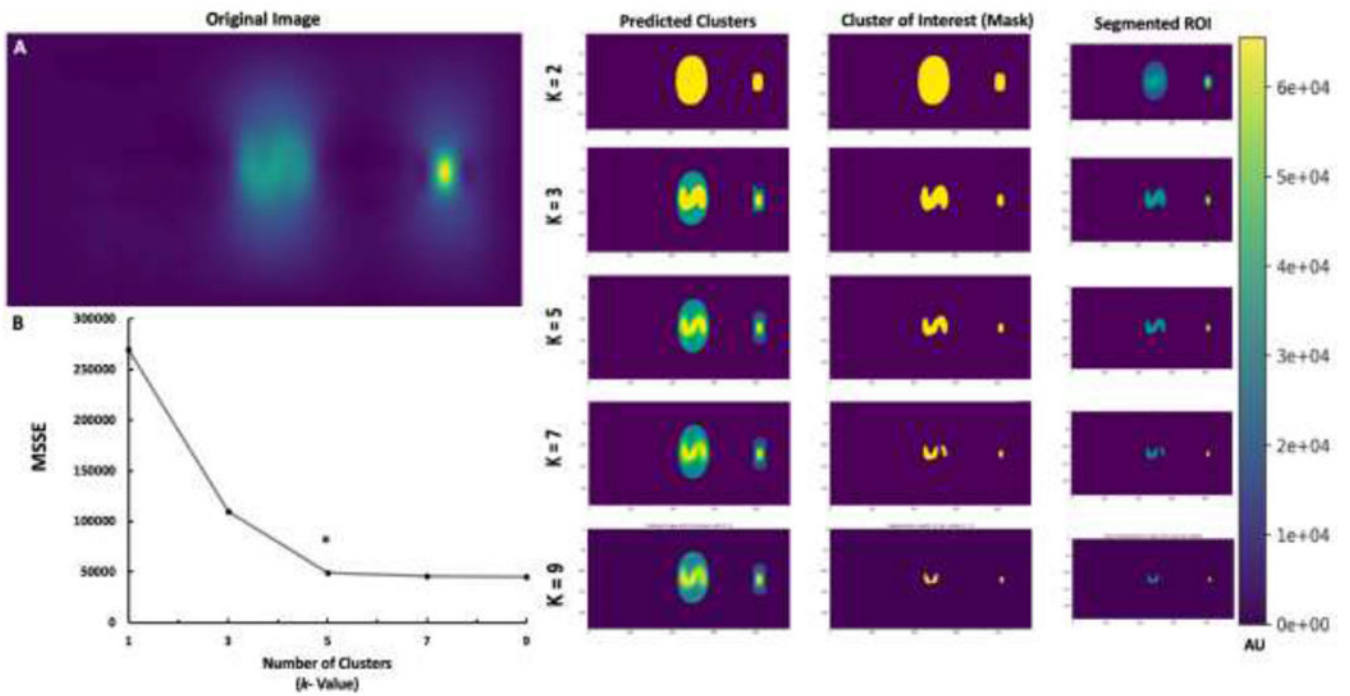 Original Image
Predicted Clusters
Cluster of Interest (Mask)
Segmented ROI
A
K = 2
K = 3
K = 5
K = 7
K = 9
6e+04
5e+04
4e+04
3e+04
2e+04
1e+04
0e+00
AU
B
300000
250000
200000
150000
100000
50000
0
MSSE
*
1
3
5
7
9
Number of Clusters
(k- Value)